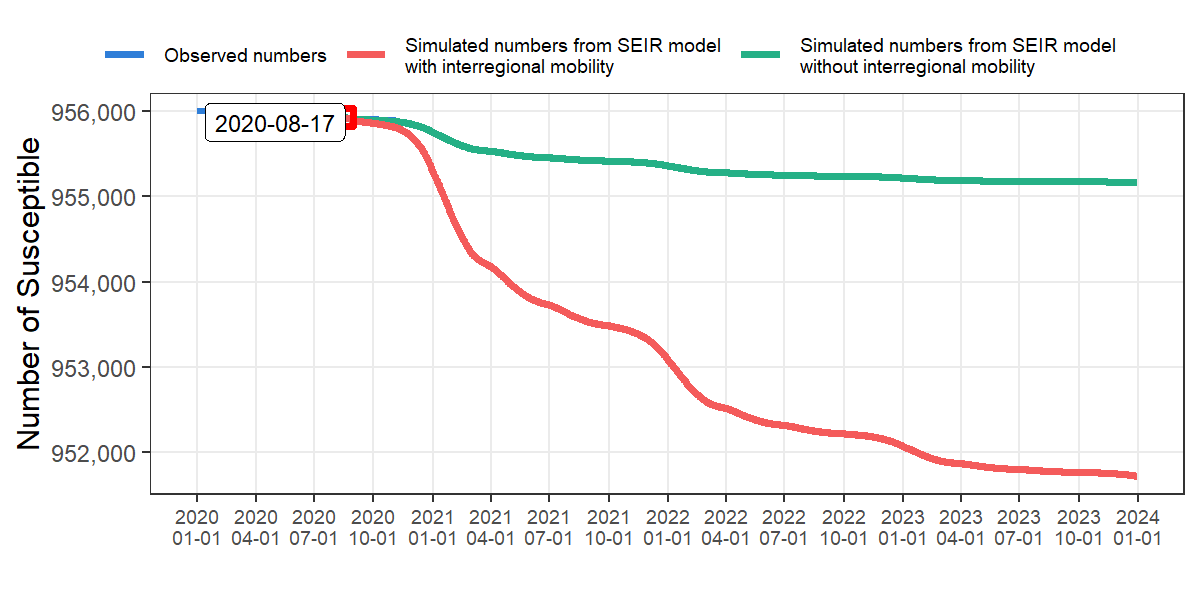 Observed numbers
Simulated numbers from SEIR model
with interregional mobility
Simulated numbers from SEIR model
without interregional mobility
Number of Susceptible
956,000
955,000
954,000
953,000
952,000
2020-08-17
2020 2020 2020 2020 2021 2021 2021 2021 2022 2022 2022 2022 2023 2023 2023 2023 2024
01-01 04-01 07-01 10-01 01-01 04-01 07-01 10-01 01-01 04-01 07-01 10-01 01-01 04-01 07-01 10-01 01-01